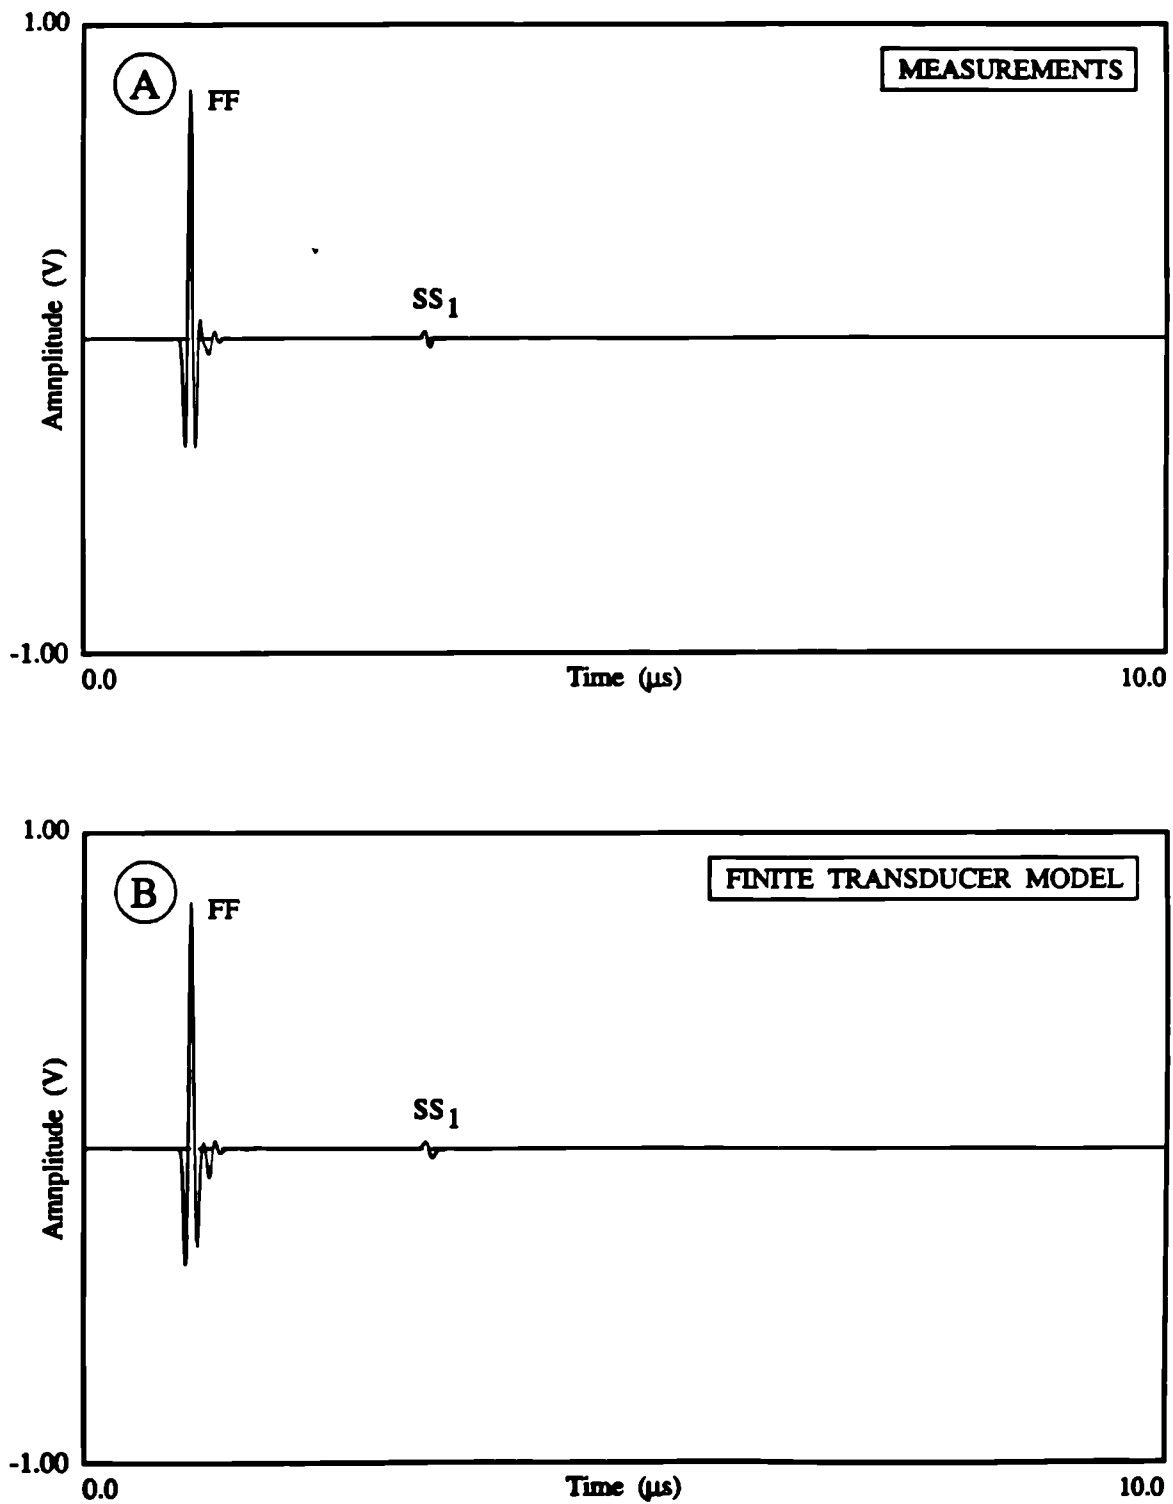 1.00
A
FF
MEASUREMENTS
SS1
Amnplitude (V)
-1.00
0.0
Time (µs)
10.0
1.00
B
FF
FINITE TRANSDUCER MODEL
SS1
Amnplitude (V)
-1.00
0.0
Time (µs)
10.0